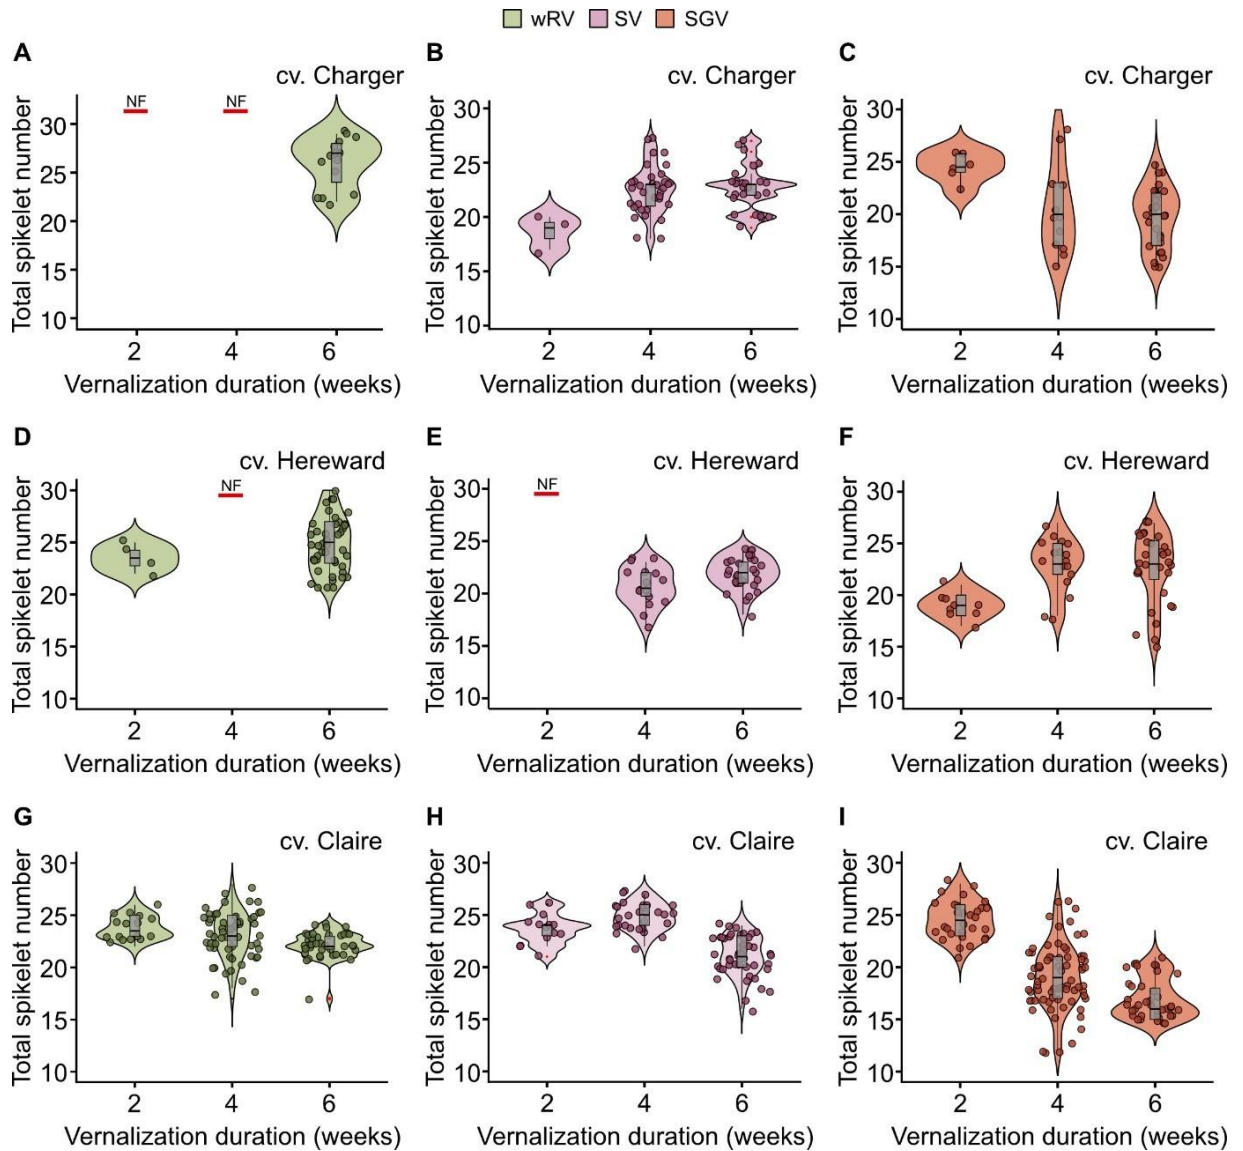 wRV SV SGV
A
cv. Charger
Total spikelet number
30
25
20
15
10
NF NF
2 4 6
Vernalization duration (weeks)
B
cv. Charger
Total spikelet number
30
25
20
15
10
2 4 6
Vernalization duration (weeks)
C
cv. Charger
Total spikelet number
30
25
20
15
10
2 4 6
Vernalization duration (weeks)
D
cv. Hereward
Total spikelet number
30
25
20
15
10
NF
2 4 6
Vernalization duration (weeks)
E
cv. Hereward
Total spikelet number
30
25
20
15
10
NF
2 4 6
Vernalization duration (weeks)
F
cv. Hereward
Total spikelet number
30
25
20
15
10
2 4 6
Vernalization duration (weeks)
G
cv. Claire
Total spikelet number
30
25
20
15
10
2 4 6
Vernalization duration (weeks)
H
cv. Claire
Total spikelet number
30
25
20
15
10
2 4 6
Vernalization duration (weeks)
I
cv. Claire
Total spikelet number
30
25
20
15
10
2 4 6
Vernalization duration (weeks)